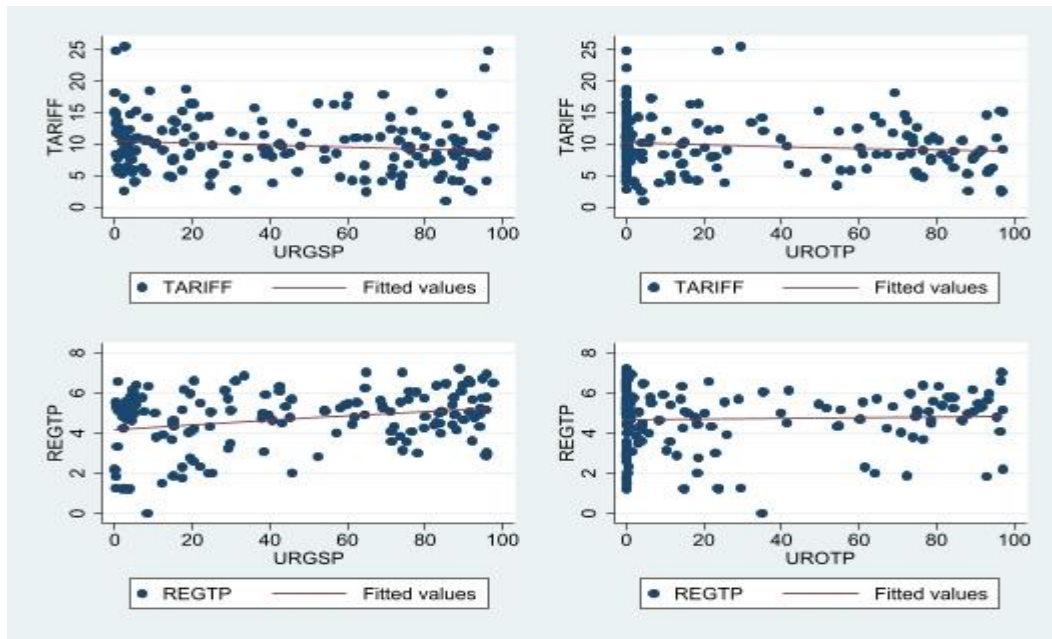 TARIFF
25
20
15
10
5
0
0 20 40 60 80 100
URGSP
TARIFF Fitted values
TARIFF
25
20
15
10
5
0
0 20 40 60 80 100
UROTP
TARIFF Fitted values
REGTP
8
6
4
2
0
0 20 40 60 80 100
URGSP
REGTP Fitted values
REGTP
8
6
4
2
0
0 20 40 60 80 100
UROTP
REGTP Fitted values